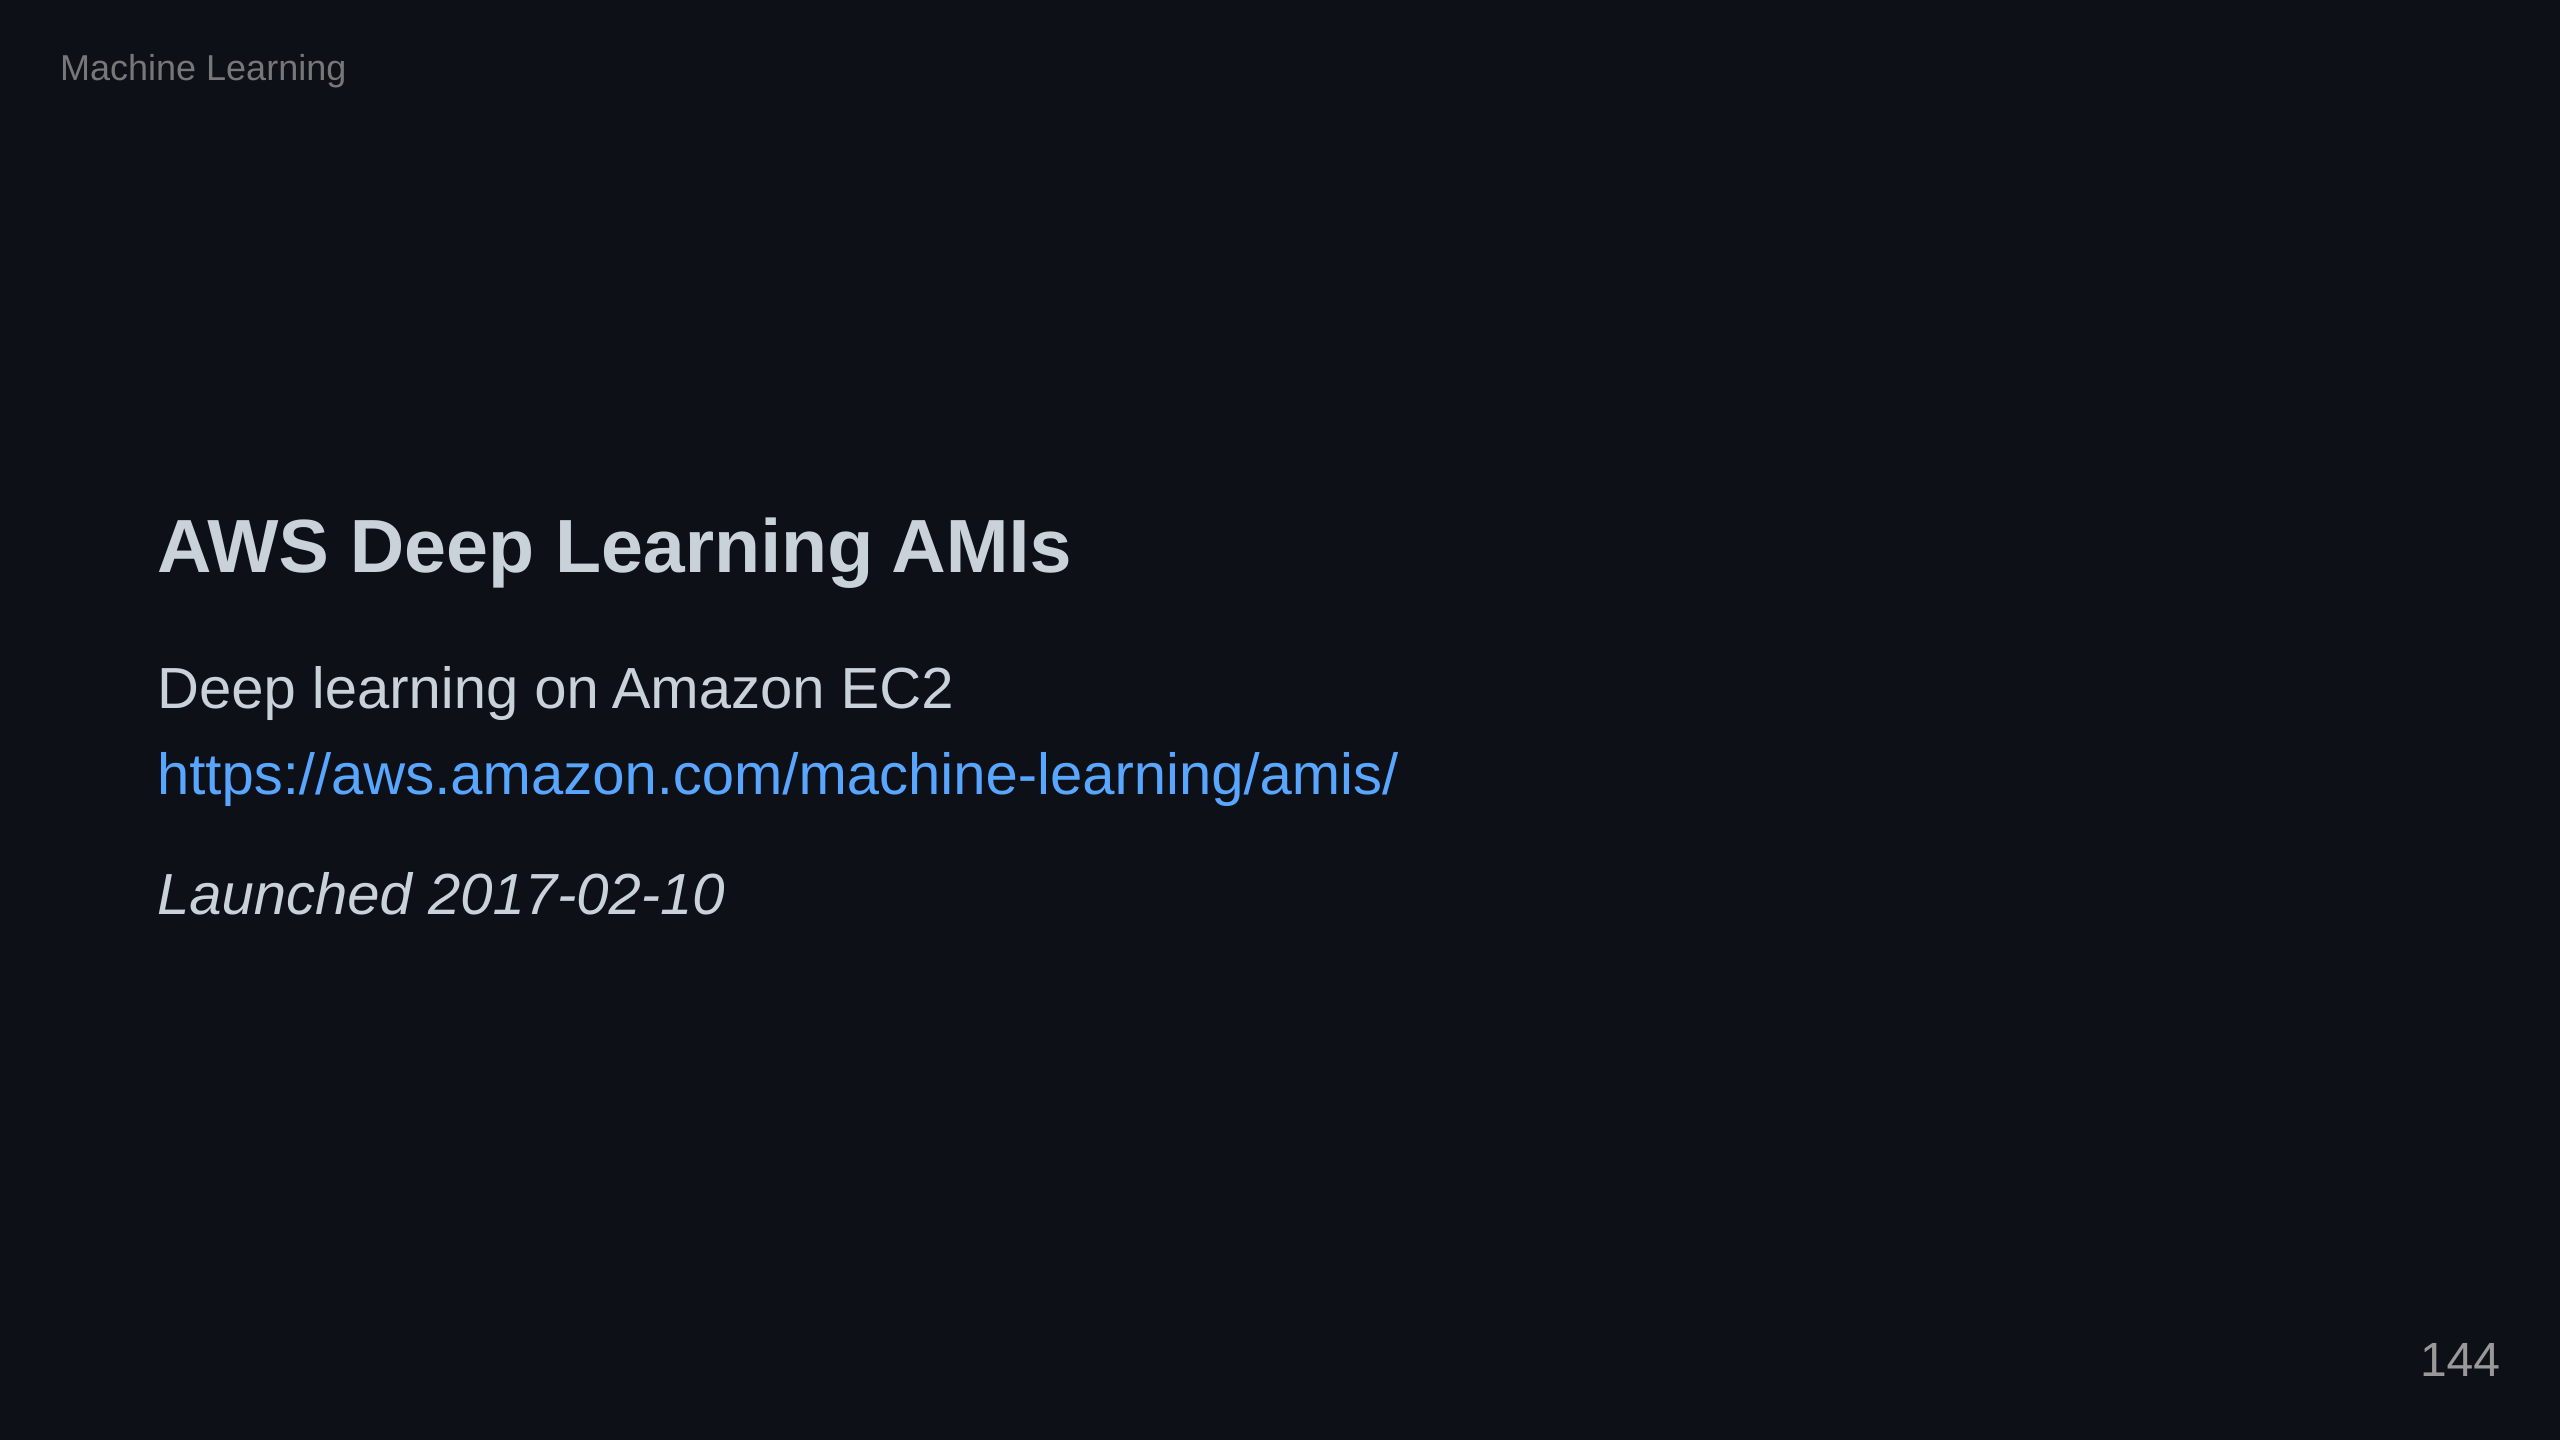 Machine Learning
AWS Deep Learning AMIs
Deep learning on Amazon EC2
https://aws.amazon.com/machine-learning/amis/
Launched 2017-02-10
144